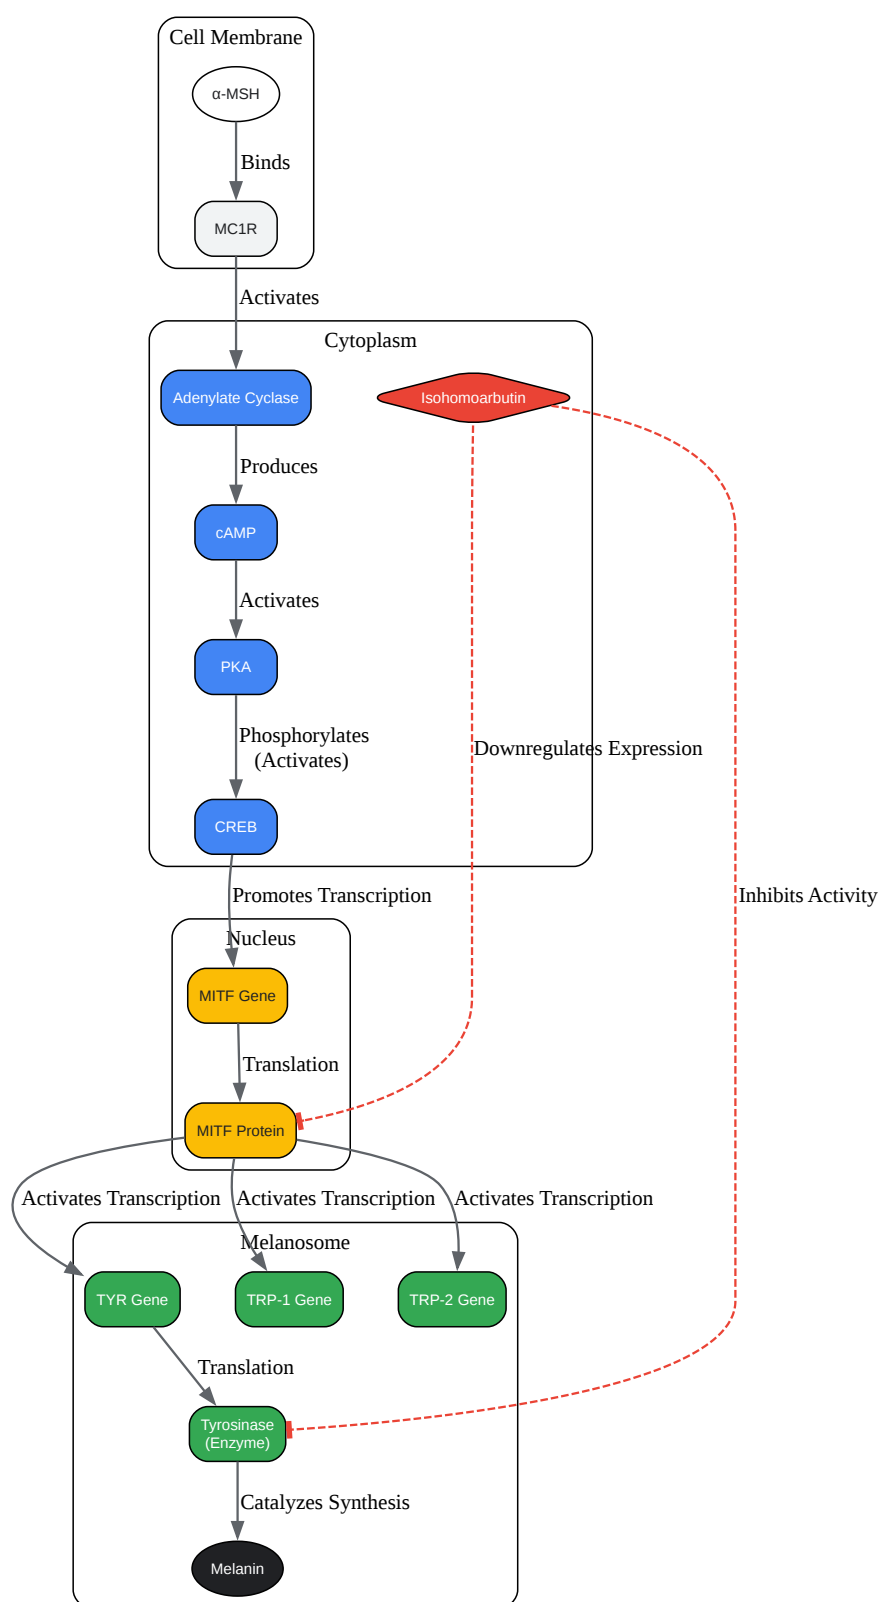 Cell Membrane
α-MSH
Binds
MC1R
Activates
Cytoplasm
Adenylate Cyclase
Isohomoarbutin
Produces
cAMP
Activates
PKA
Phosphorylates
(Activates)
Downregulates Expression
CREB
Promotes Transcription
Inhibits Activity
Nucleus
MITF Gene
Translation
MITF Protein
Activates Transcription
Activates Transcription
Activates Transcription
Melanosome
TYR Gene
TRP-1 Gene
TRP-2 Gene
Translation
Tyrosinase
(Enzyme)
Catalyzes Synthesis
Melanin